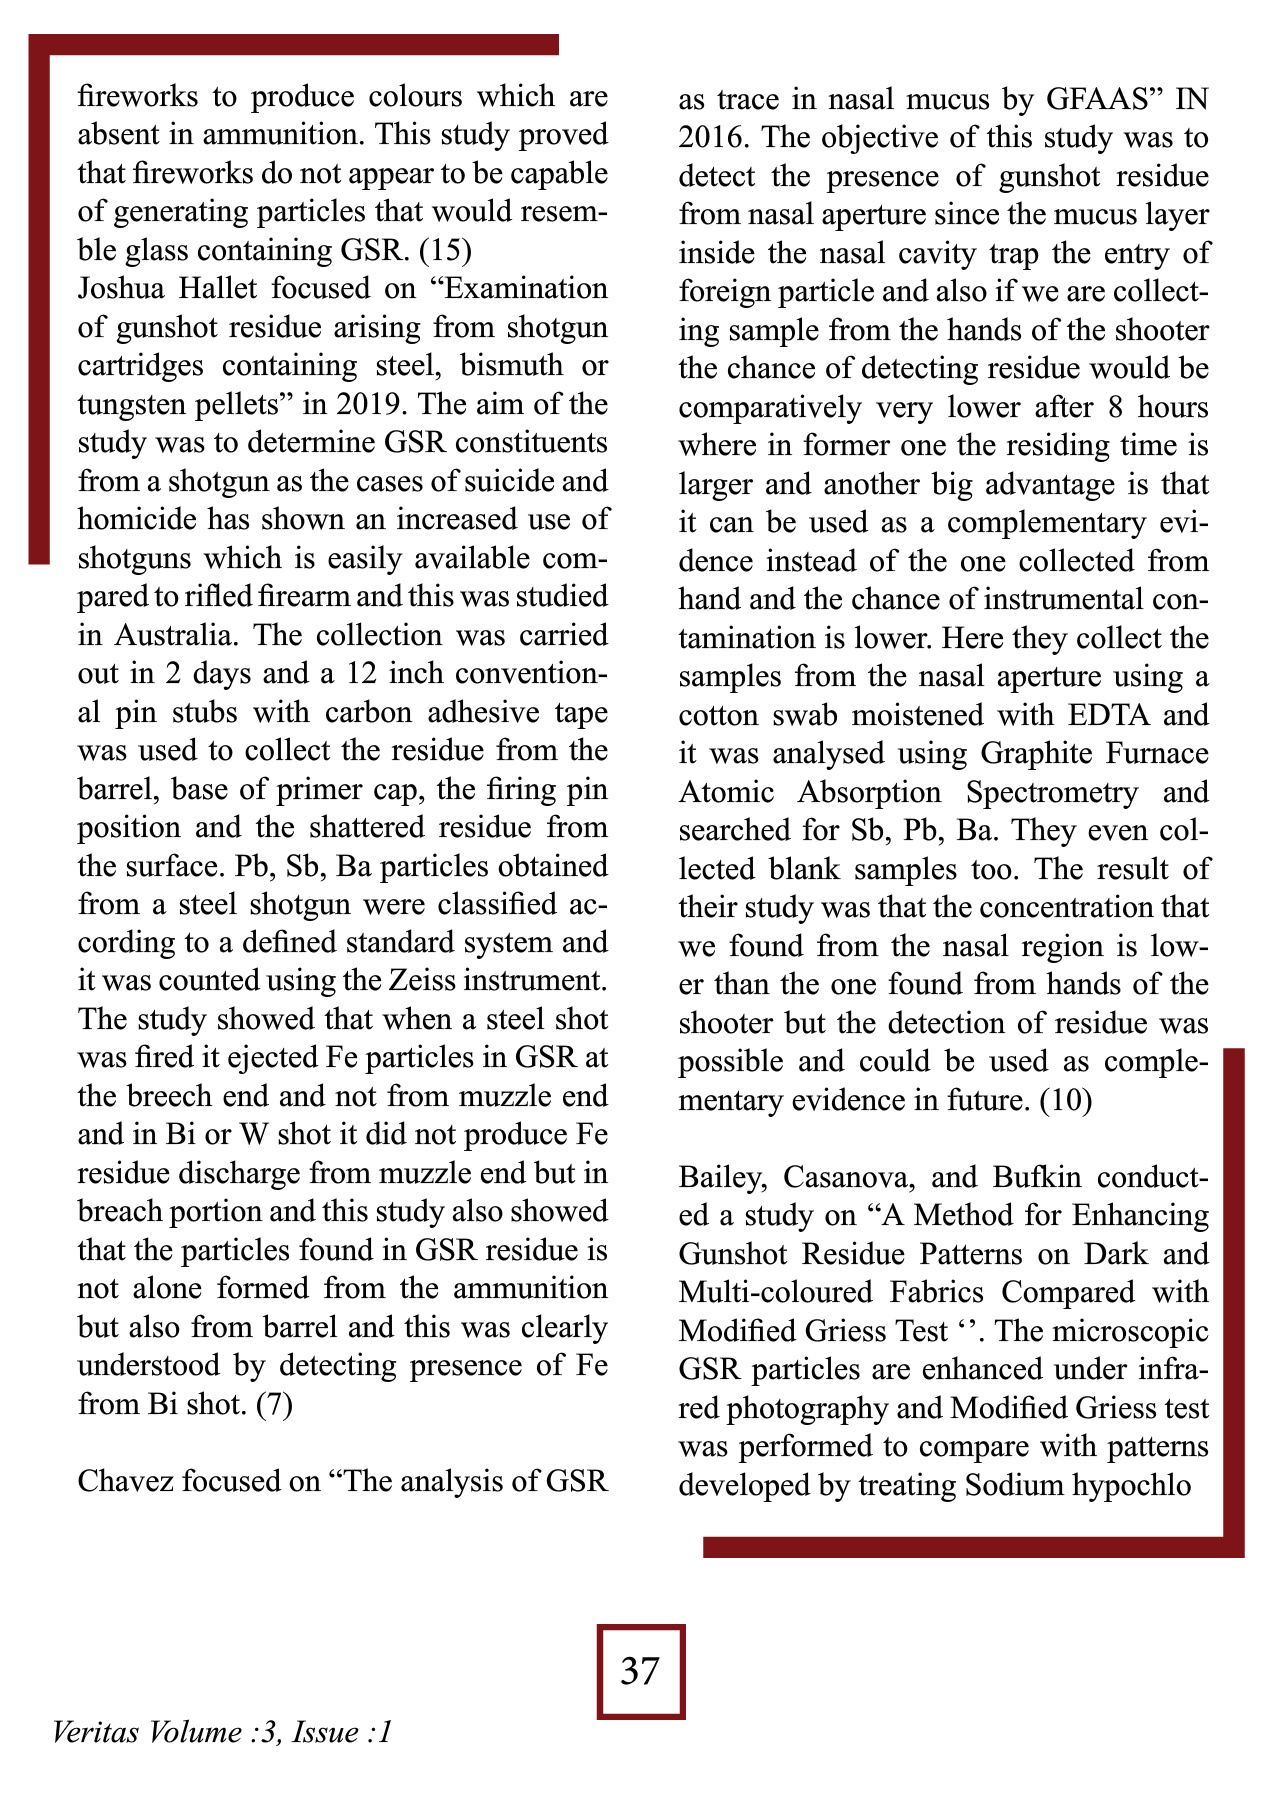 fireworks to produce colours which are
absent in ammunition. This study proved
that fireworks do not appear to be capable
of generating particles that would resem-
ble glass containing GSR. (15)
Joshua Hallet focused on “Examination
of gunshot residue arising from shotgun
cartridges containing steel, bismuth or
tungsten pellets” in 2019. The aim of the
study was to determine GSR constituents
from a shotgun as the cases of suicide and
homicide has shown an increased use of
shotguns which is easily available com-
pared to rifled firearm and this was studied
in Australia. The collection was carried
out in 2 days and a 12 inch convention-
al pin stubs with carbon adhesive tape
was used to collect the residue from the
barrel, base of primer cap, the firing pin
position and the shattered residue from
the surface. Pb, Sb, Ba particles obtained
from a steel shotgun were classified ac-
cording to a defined standard system and
it was counted using the Zeiss instrument.
The study showed that when a steel shot
was fired it ejected Fe particles in GSR at
the breech end and not from muzzle end
and in Bi or W shot it did not produce Fe
residue discharge from muzzle end but in
breach portion and this study also showed
that the particles found in GSR residue is
not alone formed from the ammunition
but also from barrel and this was clearly
understood by detecting presence of Fe
from Bi shot. (7)
Chavez focused on “The analysis of GSR
as trace in nasal mucus by GFAAS” IN
2016. The objective of this study was to
detect the presence of gunshot residue
from nasal aperture since the mucus layer
inside the nasal cavity trap the entry of
foreign particle and also if we are collect-
ing sample from the hands of the shooter
the chance of detecting residue would be
comparatively very lower after 8 hours
where in former one the residing time is
larger and another big advantage is that
it can be used as a complementary evi-
dence instead of the one collected from
hand and the chance of instrumental con-
tamination is lower. Here they collect the
samples from the nasal aperture using a
cotton swab moistened with EDTA and
it was analysed using Graphite Furnace
Atomic Absorption Spectrometry and
searched for Sb, Pb, Ba. They even col-
lected blank samples too. The result of
their study was that the concentration that
we found from the nasal region is low-
er than the one found from hands of the
shooter but the detection of residue was
possible and could be used as comple-
mentary evidence in future. (10)
Bailey, Casanova, and Bufkin conduct-
ed a study on “A Method for Enhancing
Gunshot Residue Patterns on Dark and
Multi-coloured Fabrics Compared with
Modified Griess Test ‘’. The microscopic
GSR particles are enhanced under infra-
red photography and Modified Griess test
was performed to compare with patterns
developed by treating Sodium hypochlo
37
Veritas Volume :3, Issue :1